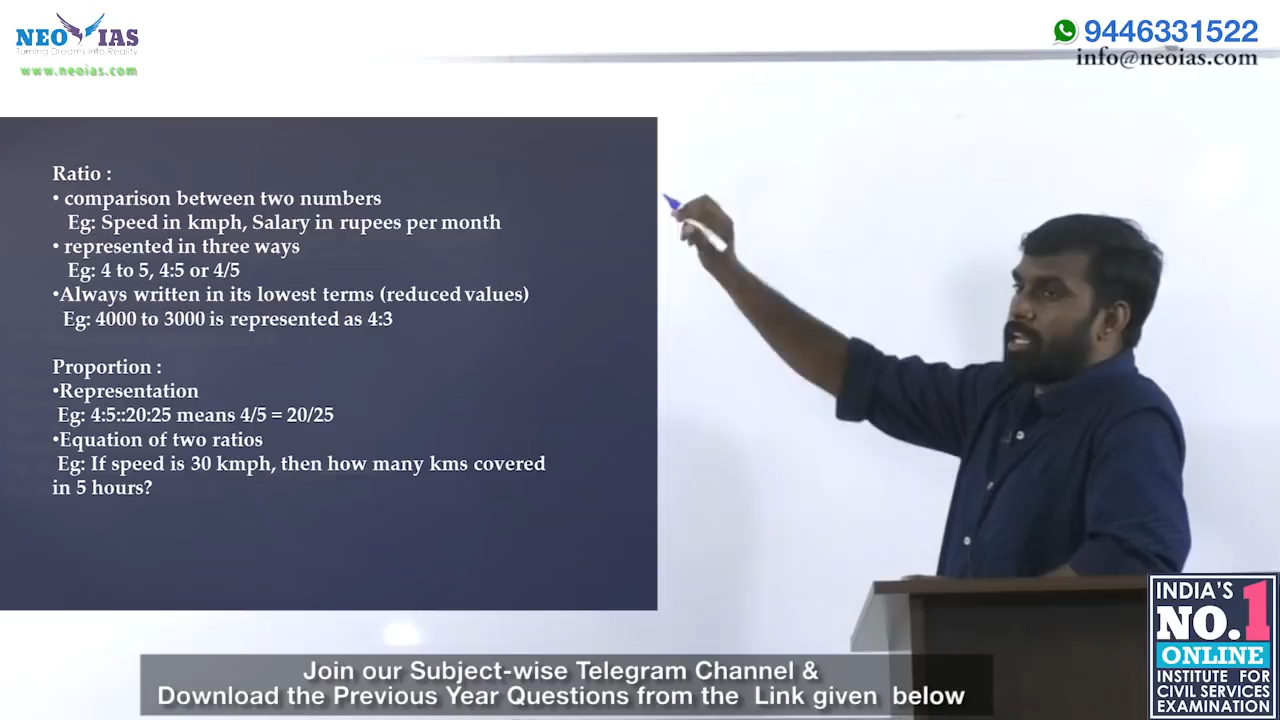 NEO IAS
Turning Dreams into Reality
www.neoias.com
9446331522
info@neoias.com
Ratio :
• comparison between two numbers
Eg: Speed in kmph, Salary in rupees per month
• represented in three ways
Eg: 4 to 5, 4:5 or 4/5
•Always written in its lowest terms (reduced values)
Eg: 4000 to 3000 is represented as 4:3
Proportion :
•Representation
Eg: 4:5::20:25 means 4/5 = 20/25
•Equation of two ratios
Eg: If speed is 30 kmph, then how many kms covered
in 5 hours?
INDIA'S
NO.1
ONLINE
INSTITUTE FOR
CIVIL SERVICES
EXAMINATION
Join our Subject-wise Telegram Channel &
Download the Previous Year Questions from the Link given below